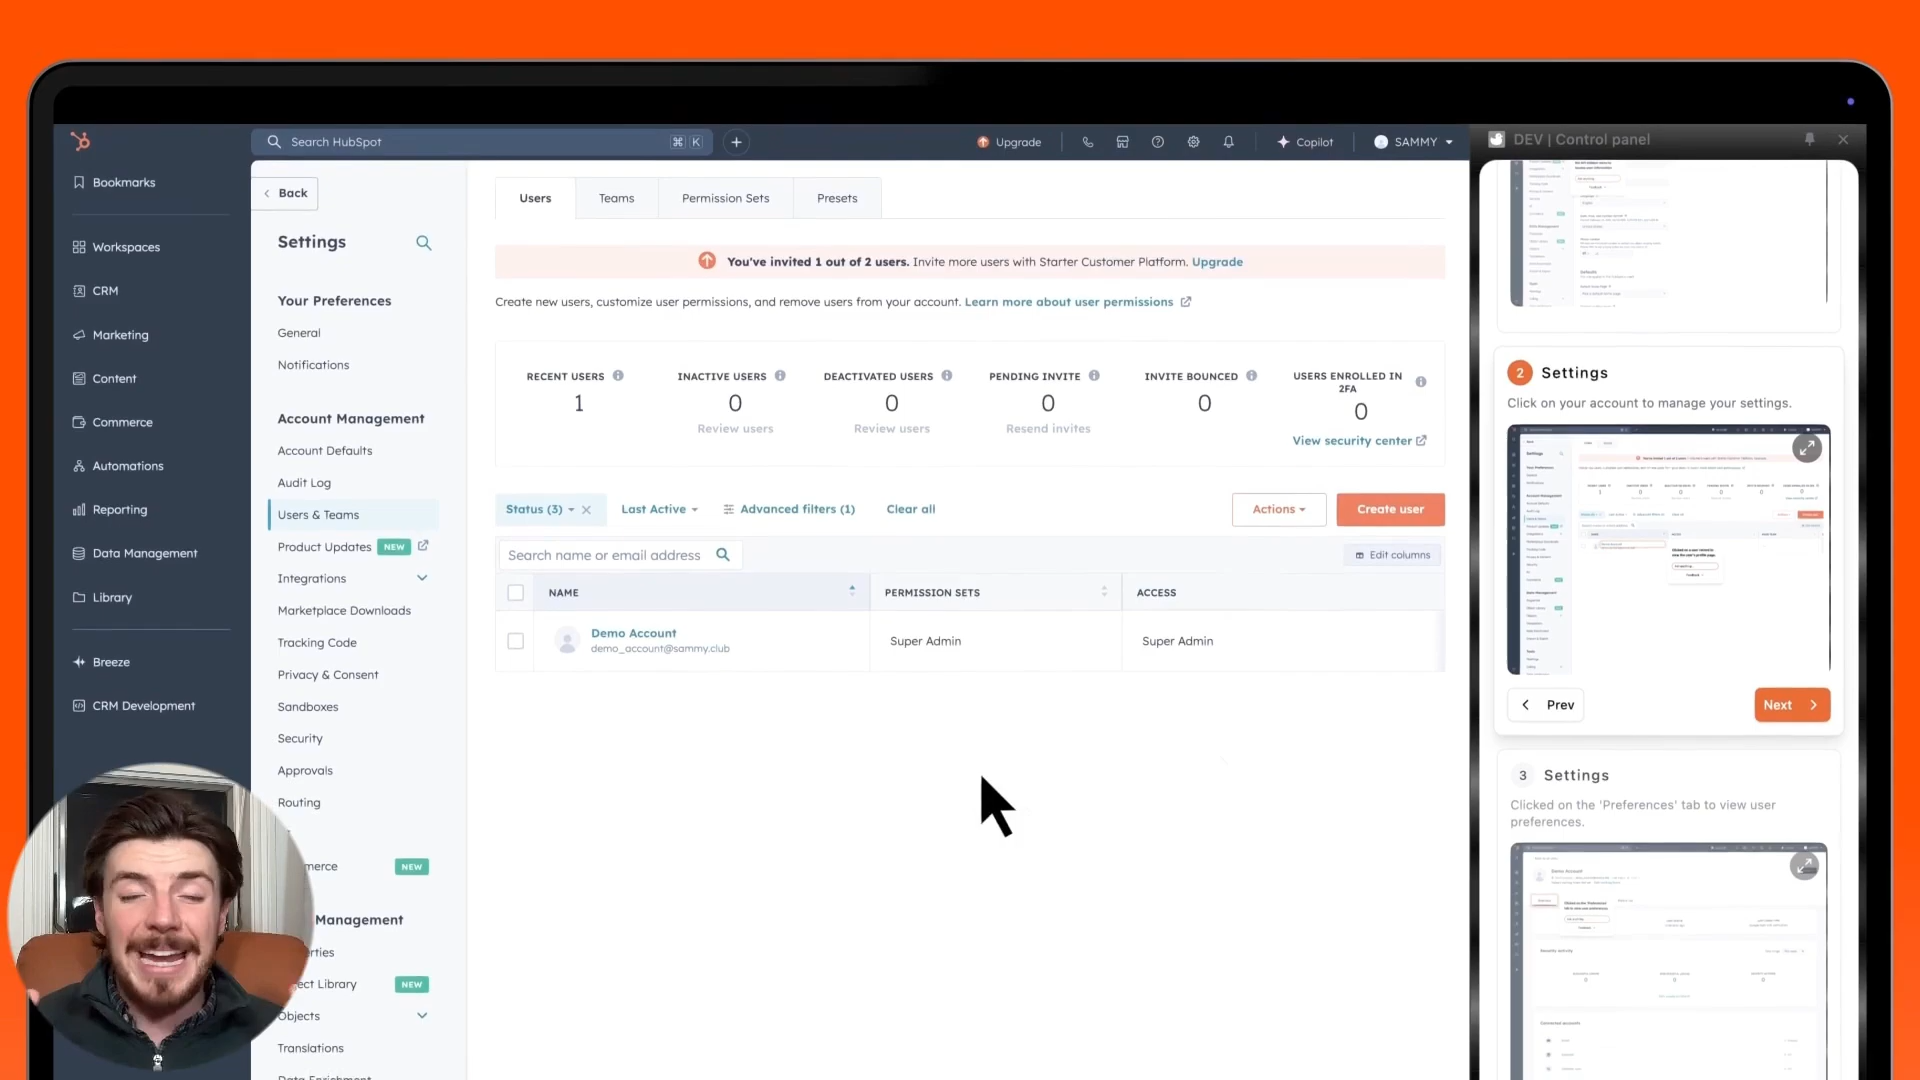 Search HubSpot
⌘ K
Upgrade
Copilot
SAMMY
DEV | Control panel
Bookmarks
Workspaces
CRM
Marketing
Content
Commerce
Automations
Reporting
Data Management
Library
Breeze
CRM Development
Back
Settings
Your Preferences
General
Notifications
Account Management
Account Defaults
Audit Log
Users & Teams
Product Updates NEW
Integrations
Marketplace Downloads
Tracking Code
Privacy & Consent
Sandboxes
Security
Approvals
Routing
merce NEW
Management
erties
ect Library NEW
Objects
Translations
Data Enrichment
Users
Teams
Permission Sets
Presets
You've invited 1 out of 2 users. Invite more users with Starter Customer Platform. Upgrade
Create new users, customize user permissions, and remove users from your account. Learn more about user permissions
RECENT USERS
1
INACTIVE USERS
0
Review users
DEACTIVATED USERS
0
Review users
PENDING INVITE
0
Resend invites
INVITE BOUNCED
0
USERS ENROLLED IN
2FA
0
View security center
Status (3)
Last Active
Advanced filters (1)
Clear all
Actions
Create user
Search name or email address
Edit columns
NAME
PERMISSION SETS
ACCESS
Demo Account
demo_account@sammy.club
Super Admin
Super Admin
2 Settings
Click on your account to manage your settings.
Prev
Next
3 Settings
Clicked on the 'Preferences' tab to view user
preferences.